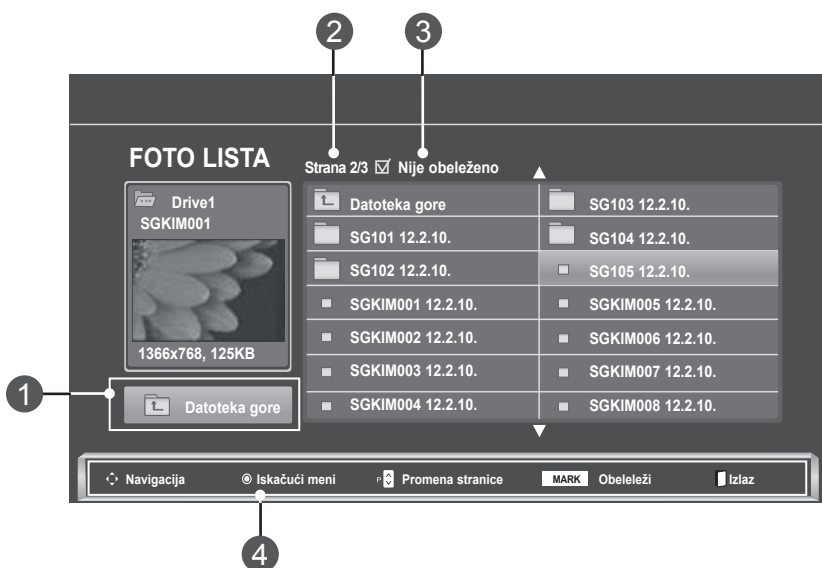 2 3
FOTO LISTA
Strana 2/3 Nije obeleženo
Drive1
SGKIM001
1366x768, 125KB
1
Datoteka gore
Datoteka gore
SG101 12.2.10.
SG102 12.2.10.
SGKIM001 12.2.10.
SGKIM002 12.2.10.
SGKIM003 12.2.10.
SGKIM004 12.2.10.
SG103 12.2.10.
SG104 12.2.10.
SG105 12.2.10.
SGKIM005 12.2.10.
SGKIM006 12.2.10.
SGKIM007 12.2.10.
SGKIM008 12.2.10.
Navigacija Iskačući meni P Promena stranice MARK Obeleleži Izlaz
4